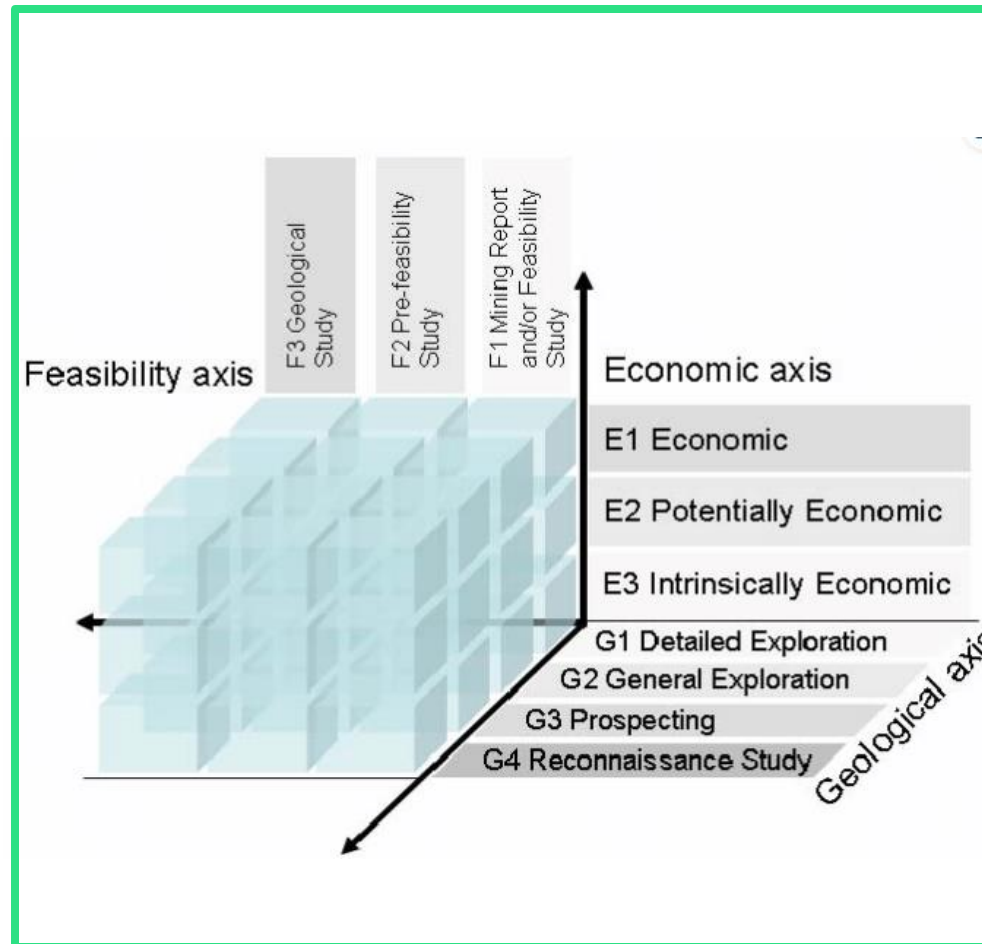 F3 Geological
Study
F2 Pre-feasibility
Study
F1 Mining Report
and/or Feasibility
Study
Feasibility axis
Economic axis
E1 Economic
E2 Potentially Economic
E3 Intrinsically Economic
G1 Detailed Exploration
G2 General Exploration
G3 Prospecting
G4 Reconnaissance Study
Geological axis